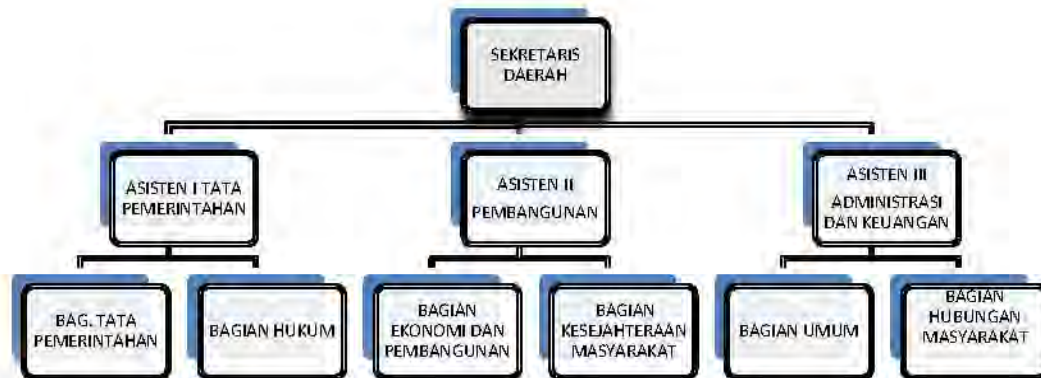 SEKRETARIS
DAERAH
ASISTEN I TATA
PEMERINTAHAN
ASISTEN II
PEMBANGUNAN
ASISTEN III
ADMINISTRASI
DAN KEUANGAN
BAG. TATA
PEMERINTAHAN
BAGIAN HUKUM
BAGIAN
EKONOMI DAN
PEMBANGUNAN
BAGIAN
KESEJAHTERAAN
MASYARAKAT
BAGIAN UMUM
BAGIAN
HUBUNGAN
MASYARAKAT